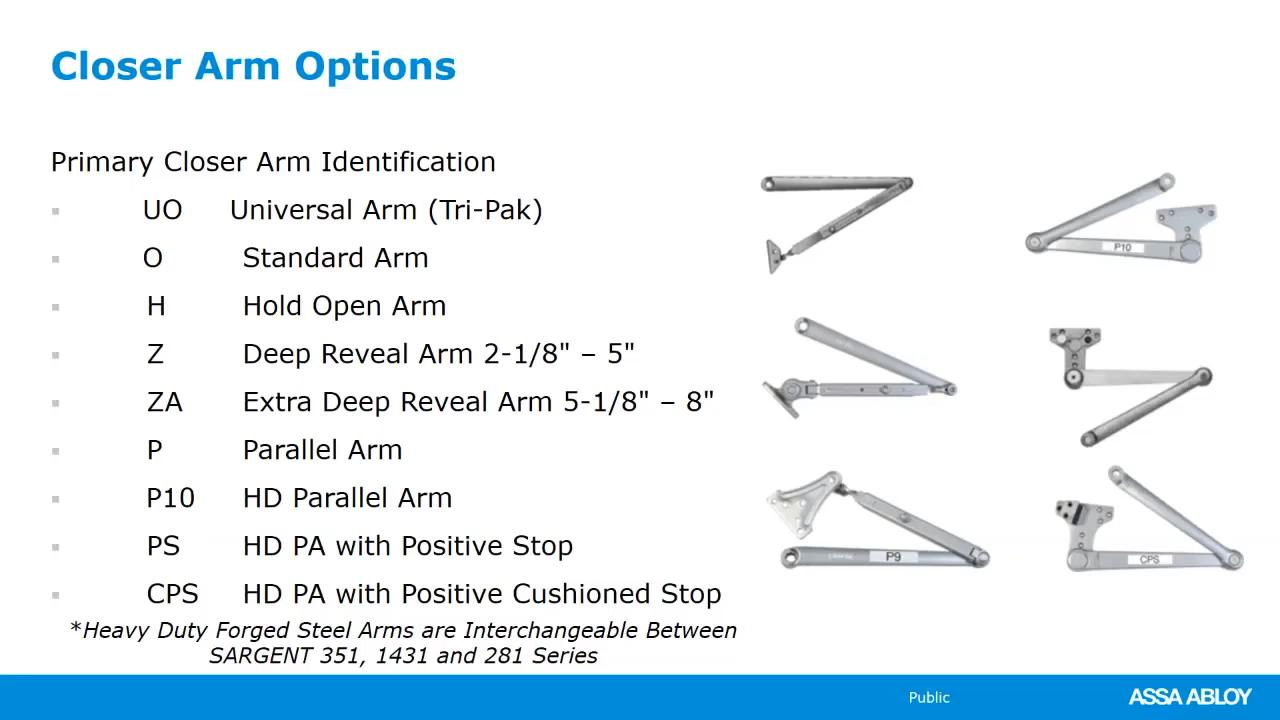 Closer Arm Options
Primary Closer Arm Identification
UO Universal Arm (Tri-Pak)
O Standard Arm
H Hold Open Arm
Z Deep Reveal Arm 2-1/8" – 5"
ZA Extra Deep Reveal Arm 5-1/8" – 8"
P Parallel Arm
P10 HD Parallel Arm
PS HD PA with Positive Stop
CPS HD PA with Positive Cushioned Stop
*Heavy Duty Forged Steel Arms are Interchangeable Between
SARGENT 351, 1431 and 281 Series
P10
P9
CPS
Public
ASSA ABLOY